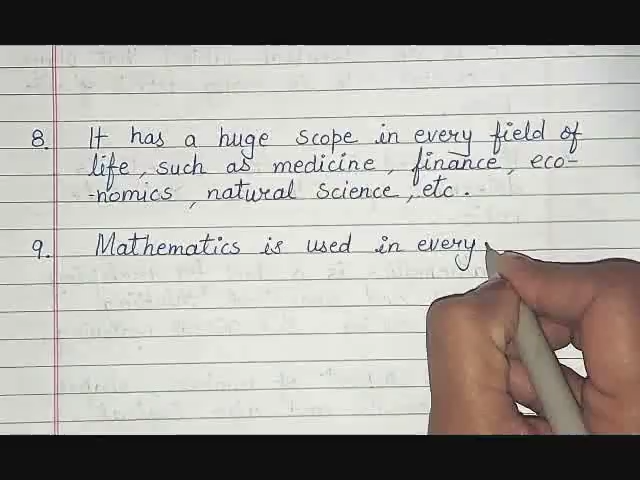 8. It has a huge scope in every field of
life, such as medicine, finance, eco-
-nomics, natural science, etc.
9. Mathematics is used in every